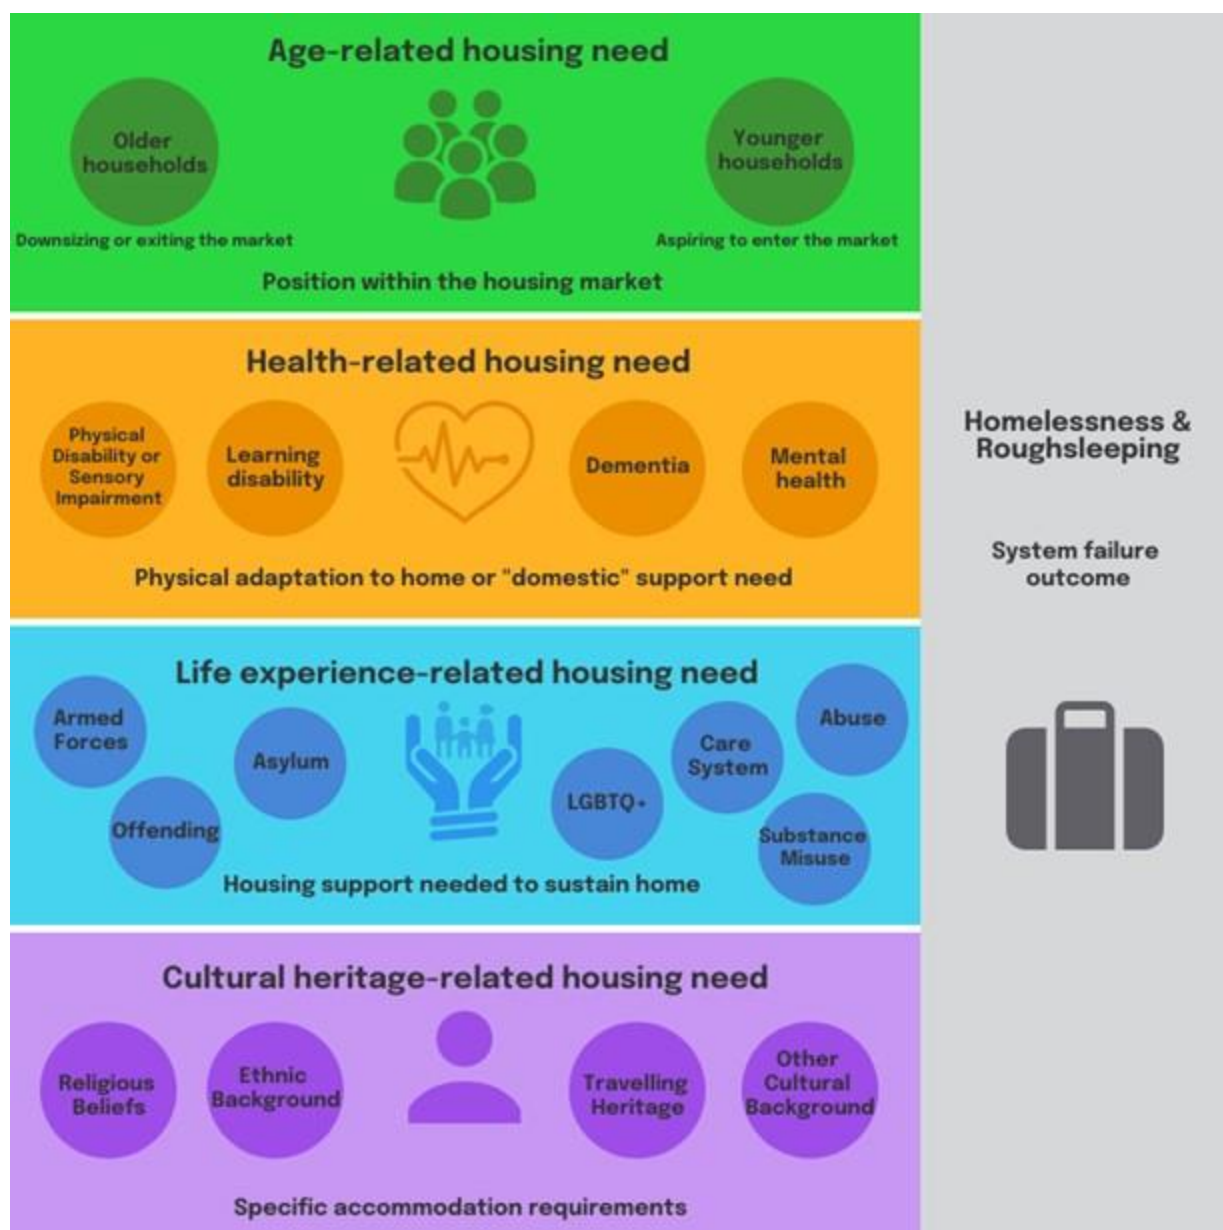 Age-related housing need
Older
households
Younger
households
Downsizing or exiting the market
Aspiring to enter the market
Position within the housing market
Health-related housing need
Physical
Disability or
Sensory
Impairment
Learning
disability
Dementia
Mental
health
Physical adaptation to home or "domestic" support need
Life experience-related housing need
Armed
Forces
Offending
Asylum
LGBTQ+
Care
System
Abuse
Substance
Misuse
Housing support needed to sustain home
Cultural heritage-related housing need
Religious
Beliefs
Ethnic
Background
Travelling
Heritage
Other
Cultural
Background
Specific accommodation requirements
Homelessness &
Roughsleeping
System failure
outcome